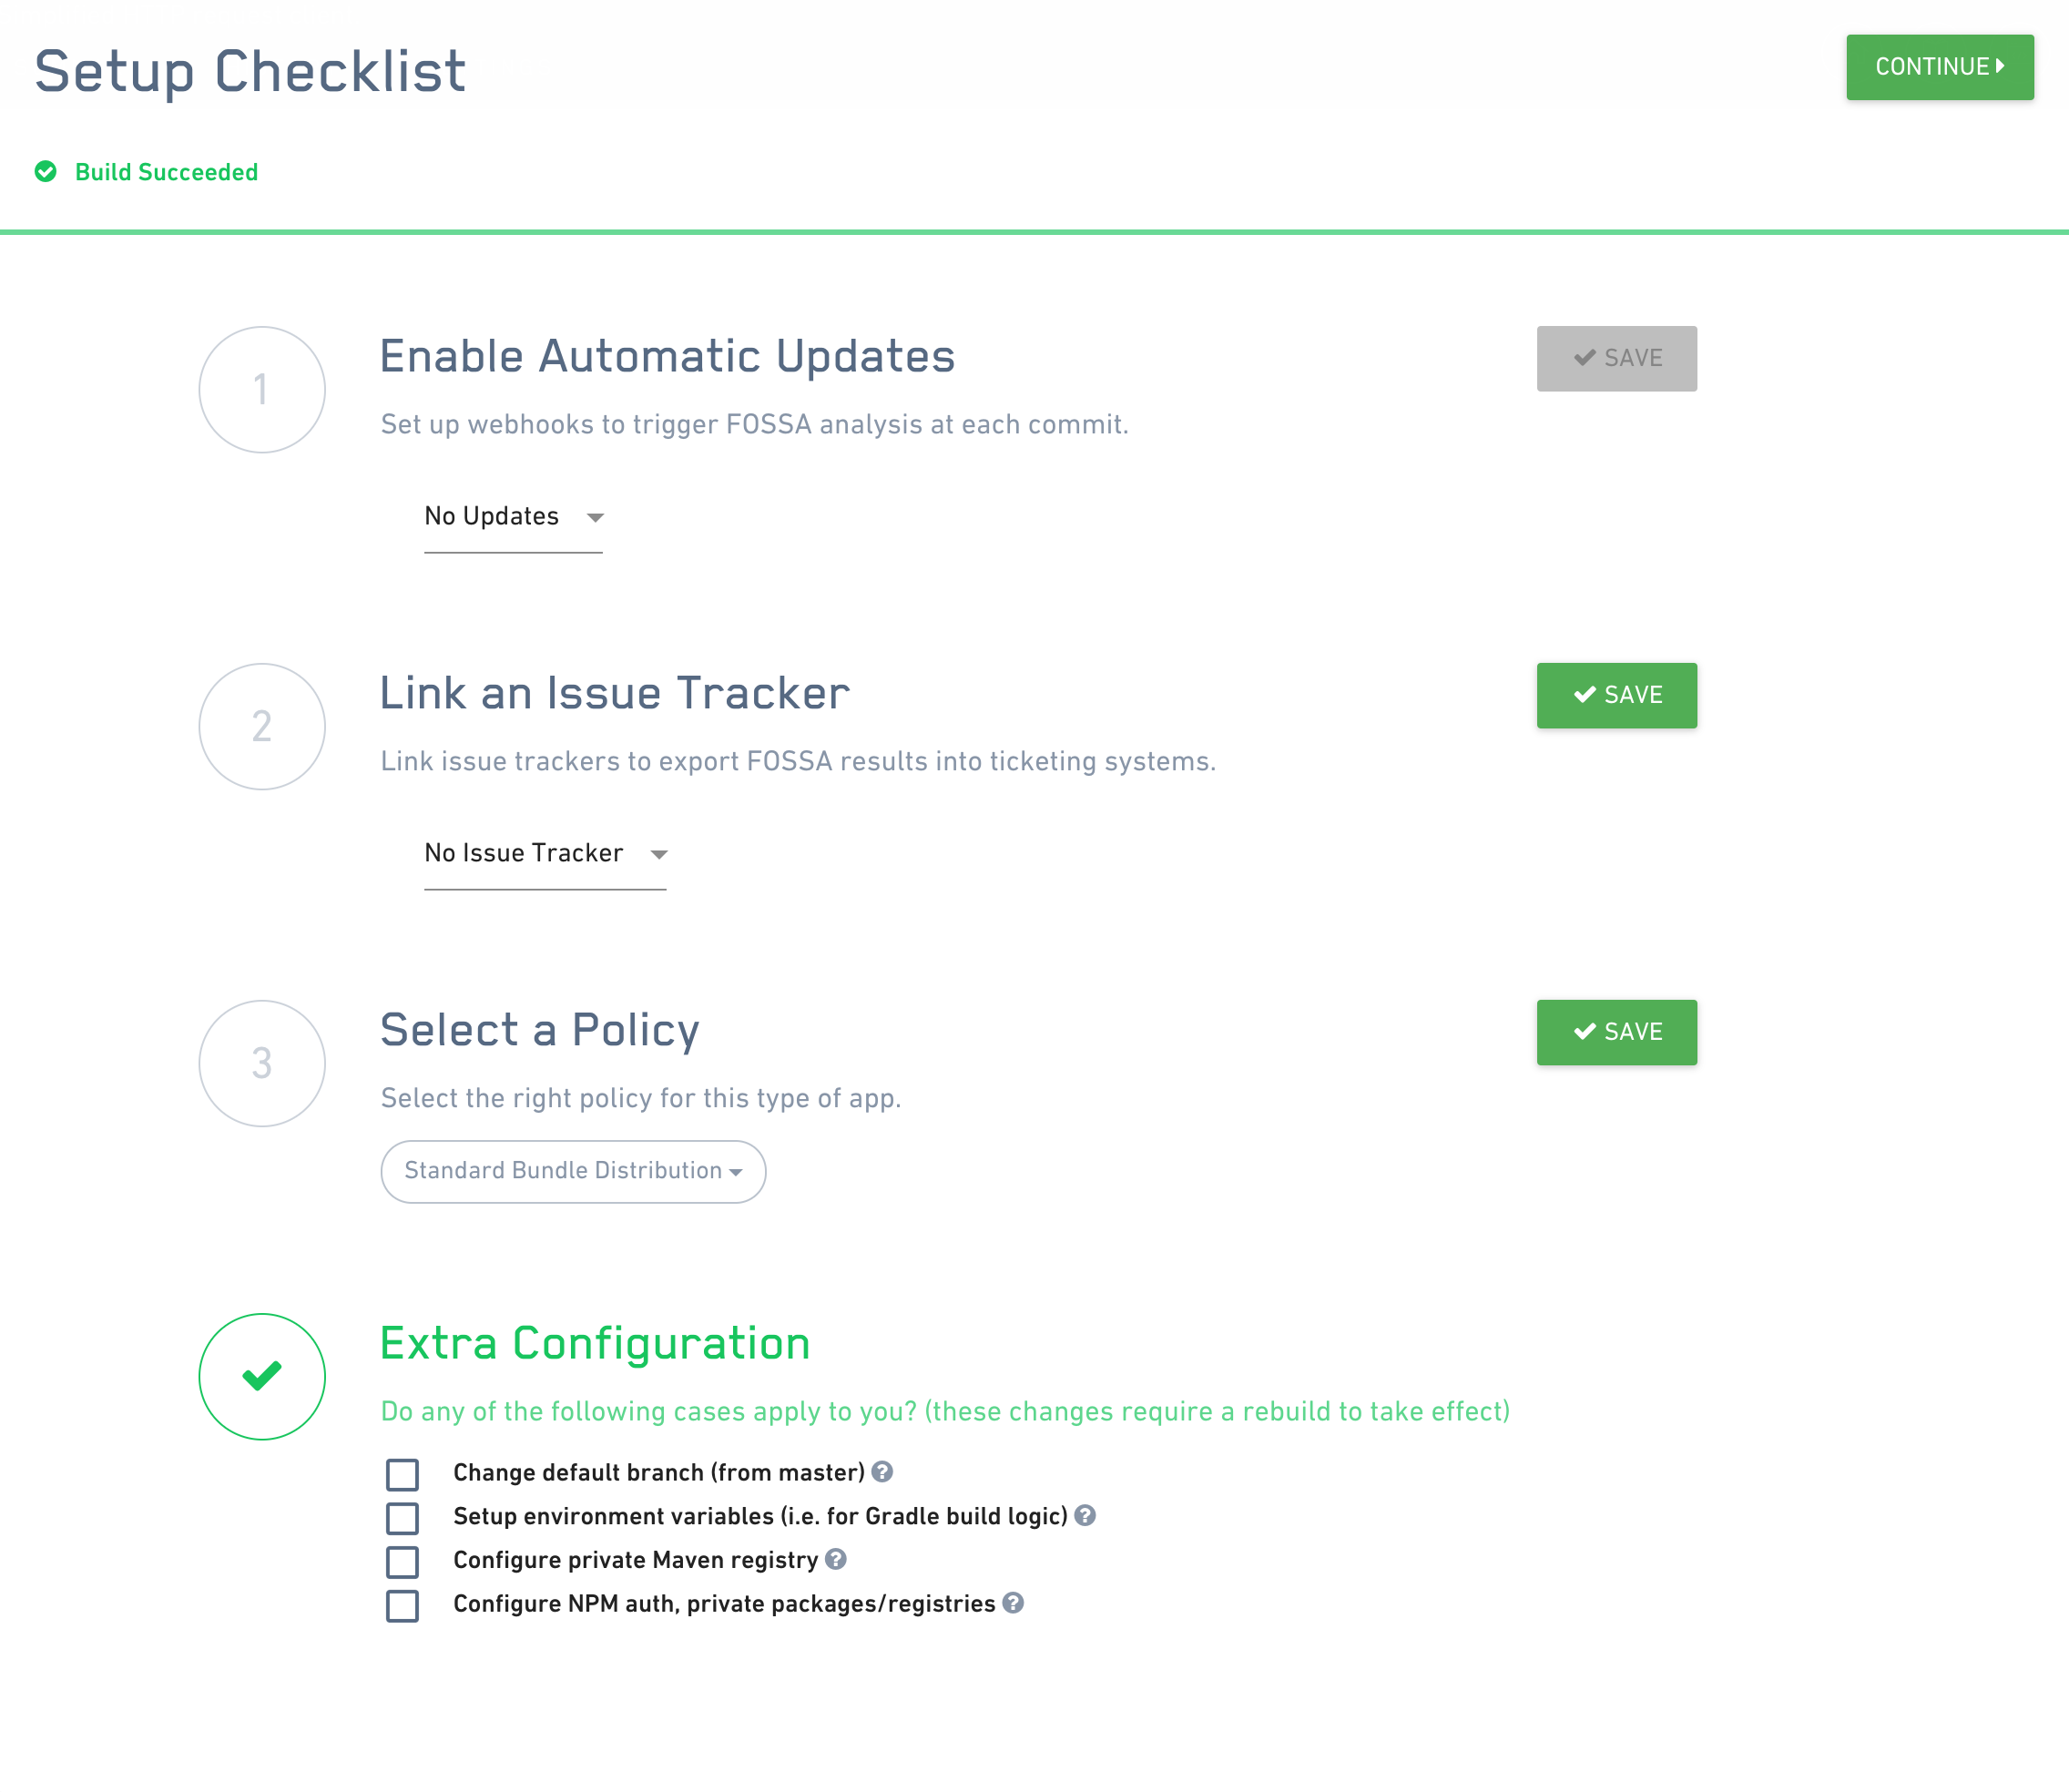 Setup Checklist
CONTINUE
Build Succeeded
1
Enable Automatic Updates
SAVE
Set up webhooks to trigger FOSSA analysis at each commit.
No Updates
2
Link an Issue Tracker
SAVE
Link issue trackers to export FOSSA results into ticketing systems.
No Issue Tracker
3
Select a Policy
SAVE
Select the right policy for this type of app.
Standard Bundle Distribution
Extra Configuration
Do any of the following cases apply to you? (these changes require a rebuild to take effect)
Change default branch (from master) ?
Setup environment variables (i.e. for Gradle build logic) ?
Configure private Maven registry ?
Configure NPM auth, private packages/registries ?